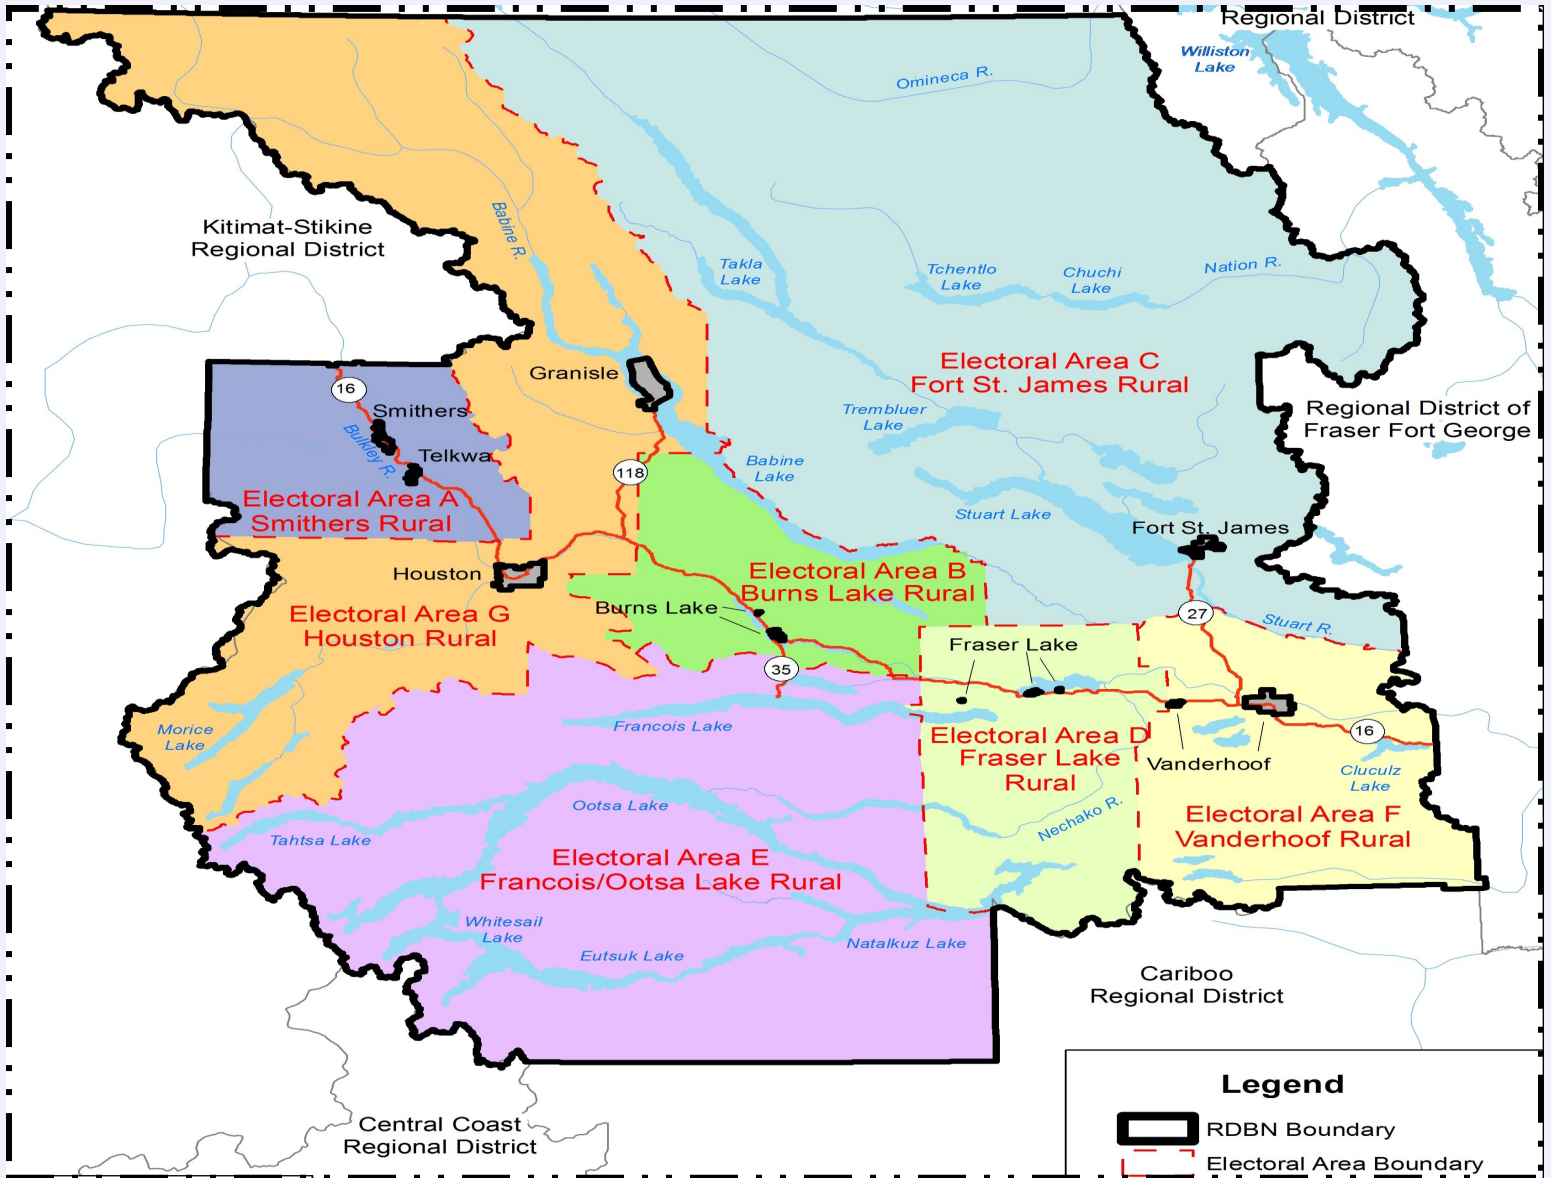 Regional District
Williston
Lake
Omineca R.
Babine R.
Kitimat-Stikine
Regional District
Takla
Lake
Tchentlo
Lake
Chuchi
Lake
Nation R.
Granisle
Electoral Area C
Fort St. James Rural
16
Smithers
Bulkley R.
Telkwa
Trembluer
Lake
Regional District of
Fraser Fort George
118
Babine
Lake
Electoral Area A
Smithers Rural
Stuart Lake
Fort St. James
Houston
Electoral Area B
Burns Lake Rural
Burns Lake
Electoral Area G
Houston Rural
27
Stuart R.
Fraser Lake
35
Morice
Lake
Francois Lake
Electoral Area D
Fraser Lake
Rural
16
Vanderhoof
Cluculz
Lake
Ootsa Lake
Nechako R.
Electoral Area F
Vanderhoof Rural
Tahtsa Lake
Electoral Area E
Francois/Ootsa Lake Rural
Whitesail
Lake
Eutsuk Lake
Natalkuz Lake
Cariboo
Regional District
Central Coast
Regional District
Legend
RDBN Boundary
Electoral Area Boundary